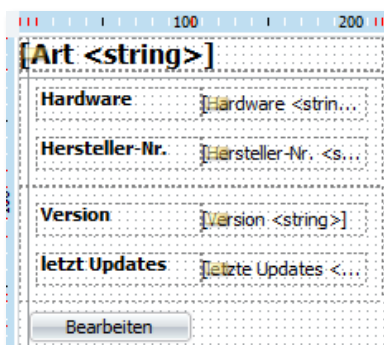 100 200
[Art <string>]
Hardware [Hardware <strin...
Hersteller-Nr. [Hersteller-Nr. <s...
Version [Version <string>]
letzt Updates [letzte Updates <...
Bearbeiten